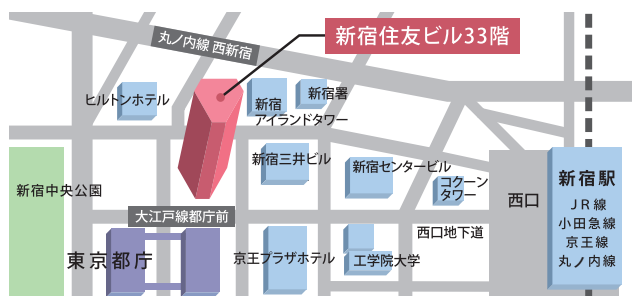 丸ノ内線 西新宿
新宿住友ビル33階
ヒルトンホテル
新宿
アイランドタワー
新宿署
新宿三井ビル
新宿センタービル
コクーン
タワー
新宿中央公園
大江戸線都庁前
東京都庁
京王プラザホテル
工学院大学
西口地下道
西口
新宿駅
JR線
小田急線
京王線
丸ノ内線